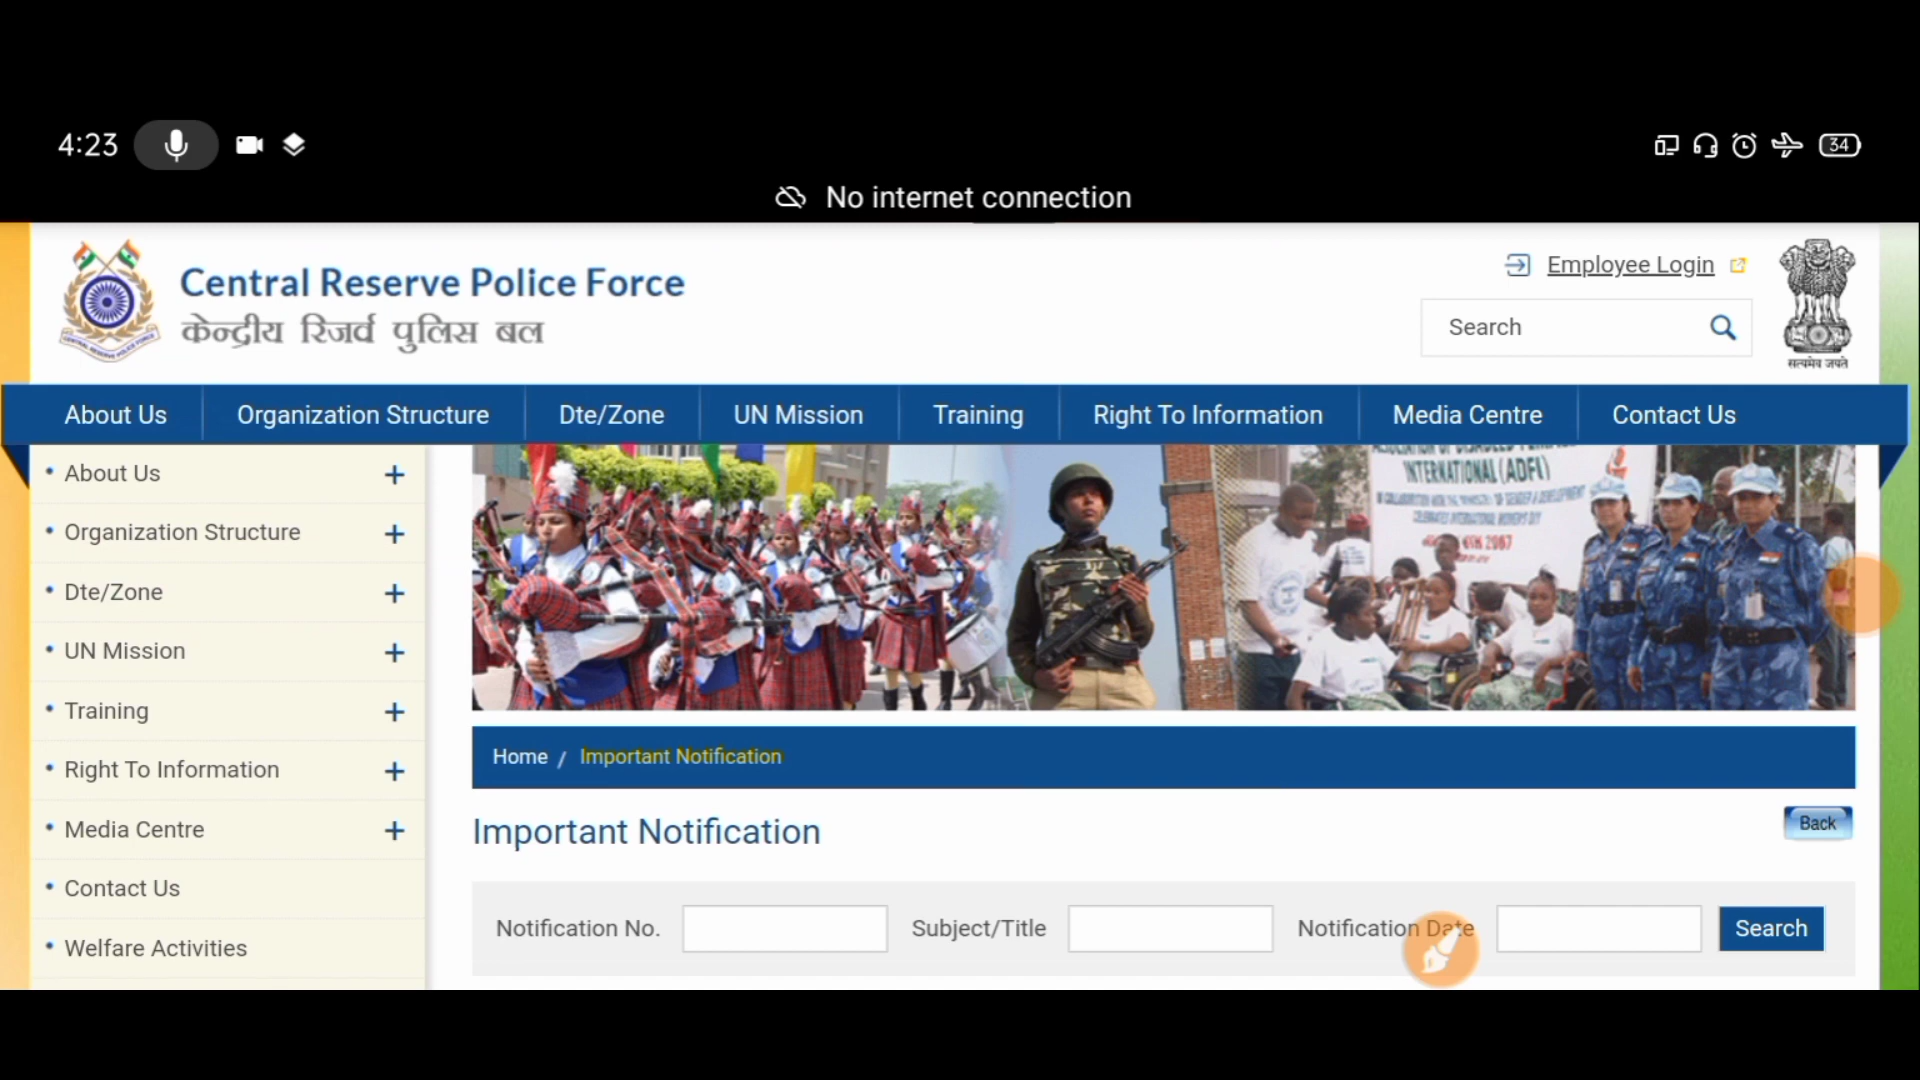 4:23
34
No internet connection
Central Reserve Police Force
केन्द्रीय रिजर्व पुलिस बल
Employee Login
Search
सत्यमेव जयते
About Us
Organization Structure
Dte/Zone
UN Mission
Training
Right To Information
Media Centre
Contact Us
About Us
Organization Structure
Dte/Zone
UN Mission
Training
Right To Information
Media Centre
Contact Us
Welfare Activities
INTERNATIONAL (ADFI)
Home / Important Notification
Important Notification
Back
Notification No.
Subject/Title
Notification Date
Search